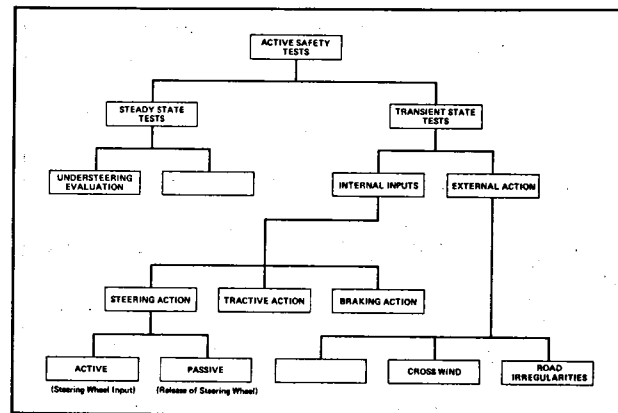 ACTIVE SAFETY
TESTS
STEADY STATE
TESTS
TRANSIENT STATE
TESTS
UNDERSTEERING
EVALUATION
INTERNAL INPUTS
EXTERNAL ACTION
STEERING ACTION
TRACTIVE ACTION
BRAKING ACTION
ACTIVE
(Steering Wheel Input)
PASSIVE
(Release of Steering Wheel)
CROSS WIND
ROAD
IRREGULARITIES